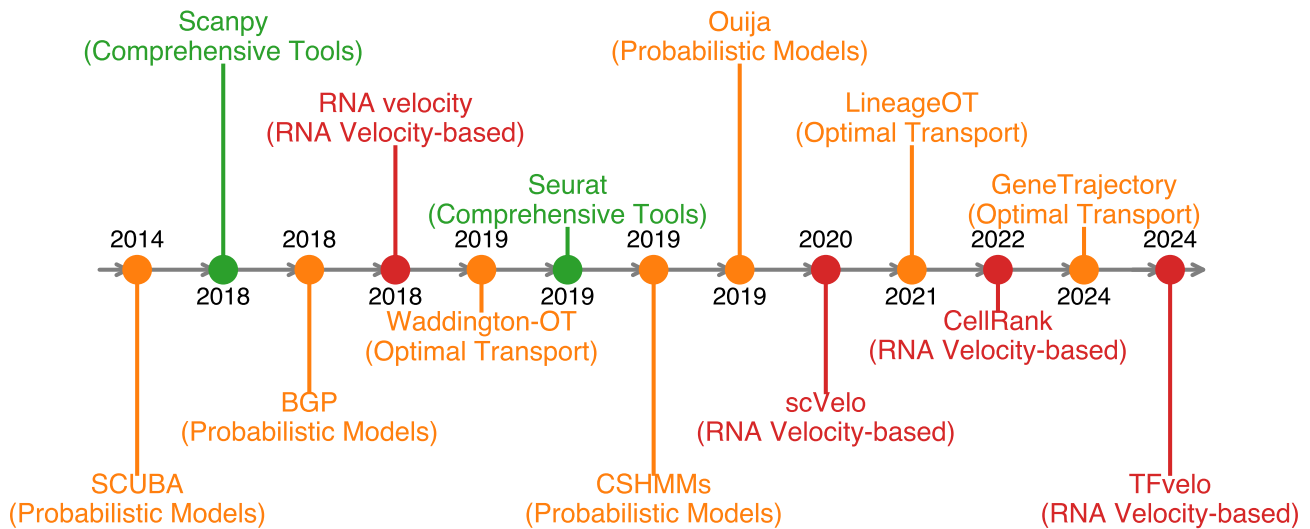 Scanpy
(Comprehensive Tools)
Ouija
(Probabilistic Models)
RNA velocity
(RNA Velocity-based)
LineageOT
(Optimal Transport)
Seurat
(Comprehensive Tools)
GeneTrajectory
(Optimal Transport)
2014
2018
2019
2019
2020
2022
2024
2018
2018
2019
2019
2021
2024
Waddington-OT
(Optimal Transport)
CellRank
(RNA Velocity-based)
BGP
(Probabilistic Models)
scVelo
(RNA Velocity-based)
SCUBA
(Probabilistic Models)
CSHMMs
(Probabilistic Models)
TFvelo
(RNA Velocity-based)